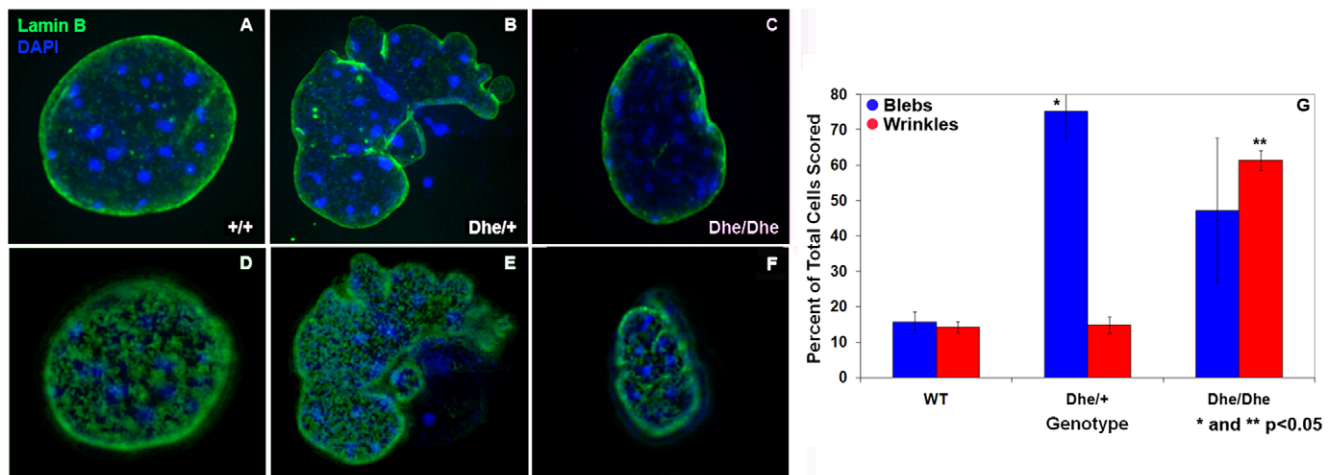 Lamin B
DAPI
A
B
C
+/+
Dhe/+
Dhe/Dhe
D
E
F
G
Blebs
Wrinkles
Percent of Total Cells Scored
80
70
60
50
40
30
20
10
0
*
**
WT
Dhe/+
Dhe/Dhe
Genotype
* and ** p<0.05